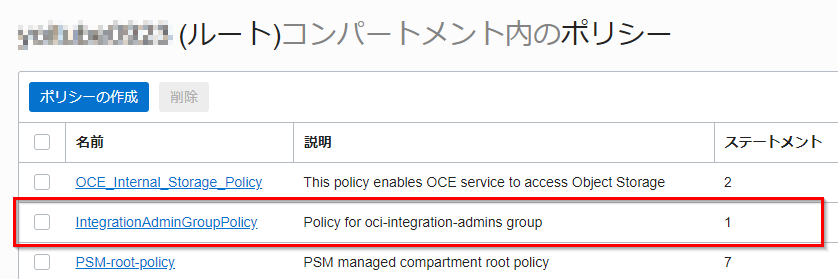 (ルート)コンパートメント内のポリシー
ポリシーの作成 削除
名前 説明 ステートメント
OCE_Internal_Storage_Policy This policy enables OCE service to access Object Storage 2
IntegrationAdminGroupPolicy Policy for oci-integration-admins group 1
PSM-root-policy PSM managed compartment root policy 7